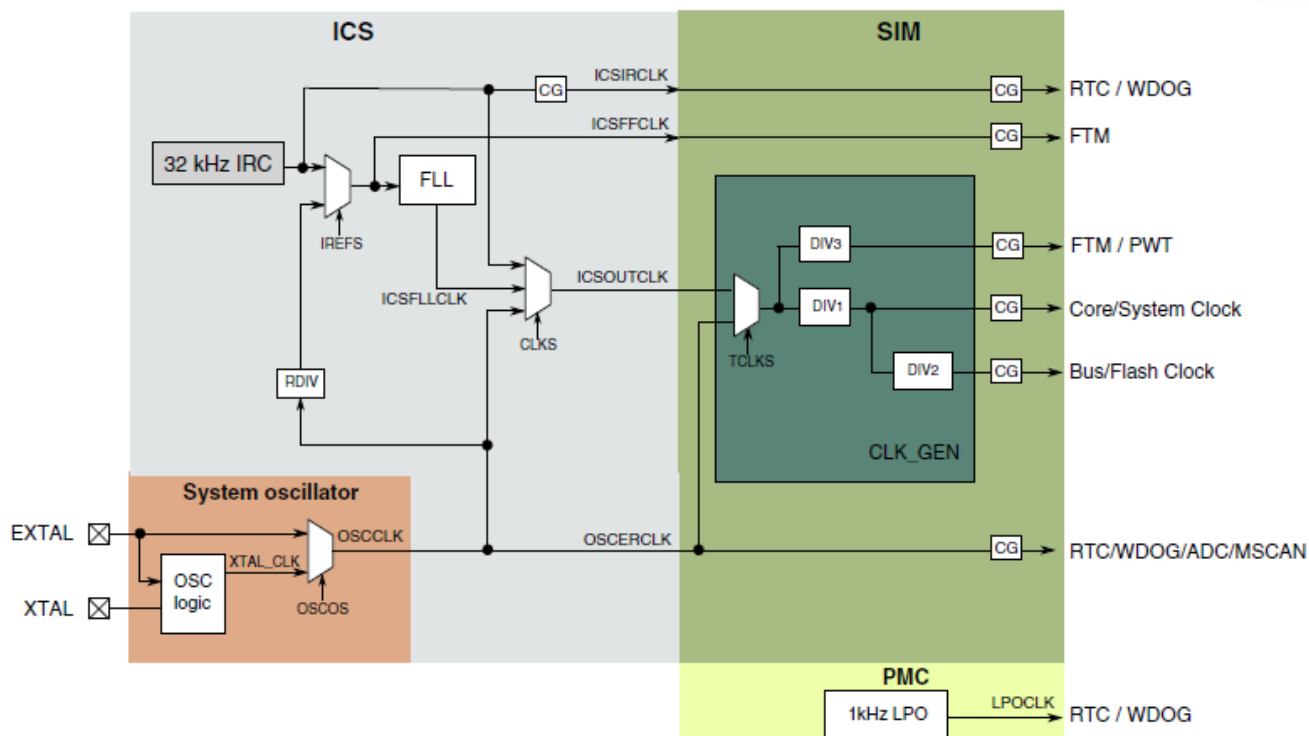 ICS
SIM
ICSIRCLK
CG
CG
RTC / WDOG
ICSFFCLK
CG
FTM
32 kHz IRC
FLL
IREFS
DIV3
CG
FTM / PWT
ICSOUTCLK
ICSFLLCLK
DIV1
CG
Core/System Clock
CLKS
TCLKS
RDIV
DIV2
CG
Bus/Flash Clock
CLK_GEN
System oscillator
EXTAL
OSCCLK
OSCERCLK
CG
RTC/WDOG/ADC/MSCAN
XTAL_CLK
OSC
logic
XTAL
OSCOS
PMC
1kHz LPO
LPOCLK
RTC / WDOG